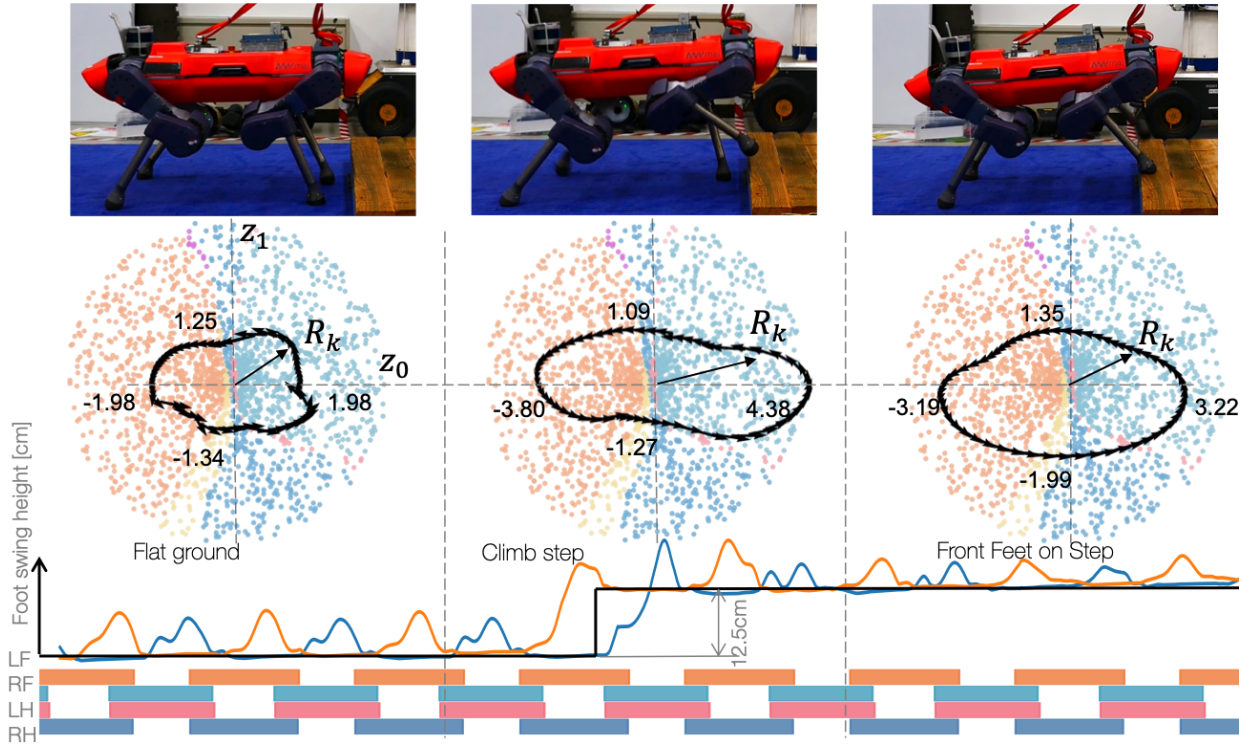 z₁
z₀
1.25
R_k
-1.98
1.98
-1.34
1.09
R_k
-3.80
4.38
-1.27
1.35
R_k
-3.19
3.22
-1.99
Flat ground
Climb step
Front Feet on Step
Foot swing height [cm]
12.5cm
LF
RF
LH
RH